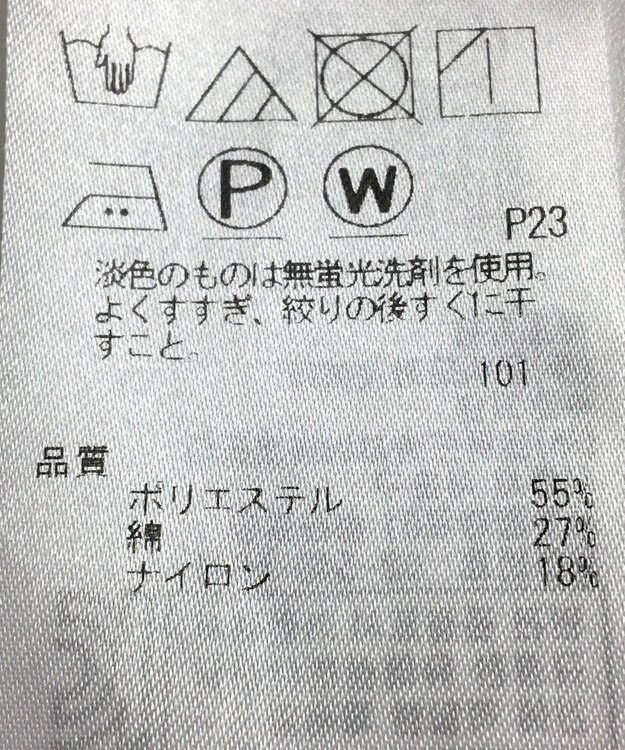 P W
P23
淡色のものは無蛍光洗剤を使用。
よくすすぎ、絞りの後すぐに干
すこと。
101
品質
ポリエステル 55%
綿 27%
ナイロン 18%